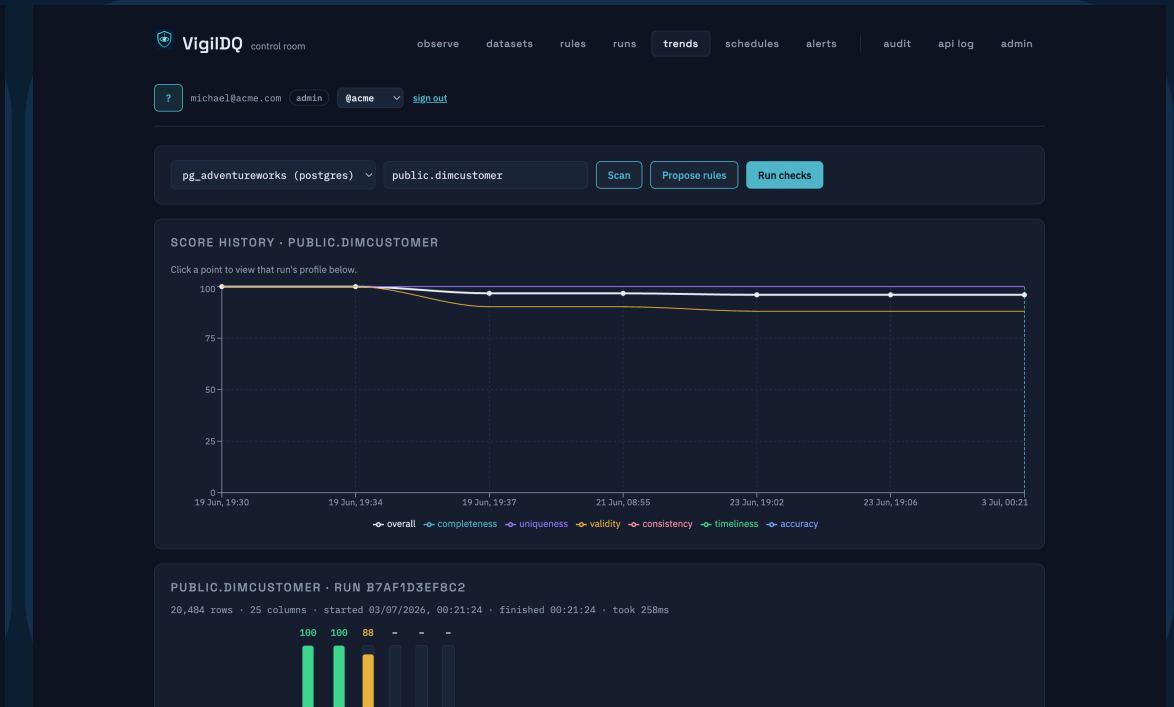 VigilDQ control room
observe datasets rules runs trends schedules alerts audit api log admin
? michael@acme.com admin @acme sign out
pg_adventureworks (postgres) public.dimcustomer Scan Propose rules Run checks
SCORE HISTORY · PUBLIC.DIMCUSTOMER
Click a point to view that run's profile below.
100
75
50
25
0
19 Jun, 19:30 19 Jun, 19:34 19 Jun, 19:37 21 Jun, 08:55 23 Jun, 19:02 23 Jun, 19:06 3 Jul, 00:21
overall completeness uniqueness validity consistency timeliness accuracy
PUBLIC.DIMCUSTOMER · RUN B7AF1D3EF8C2
20,484 rows · 25 columns · started 03/07/2026, 00:21:24 · finished 00:21:24 · took 258ms
100 100 88 – – –